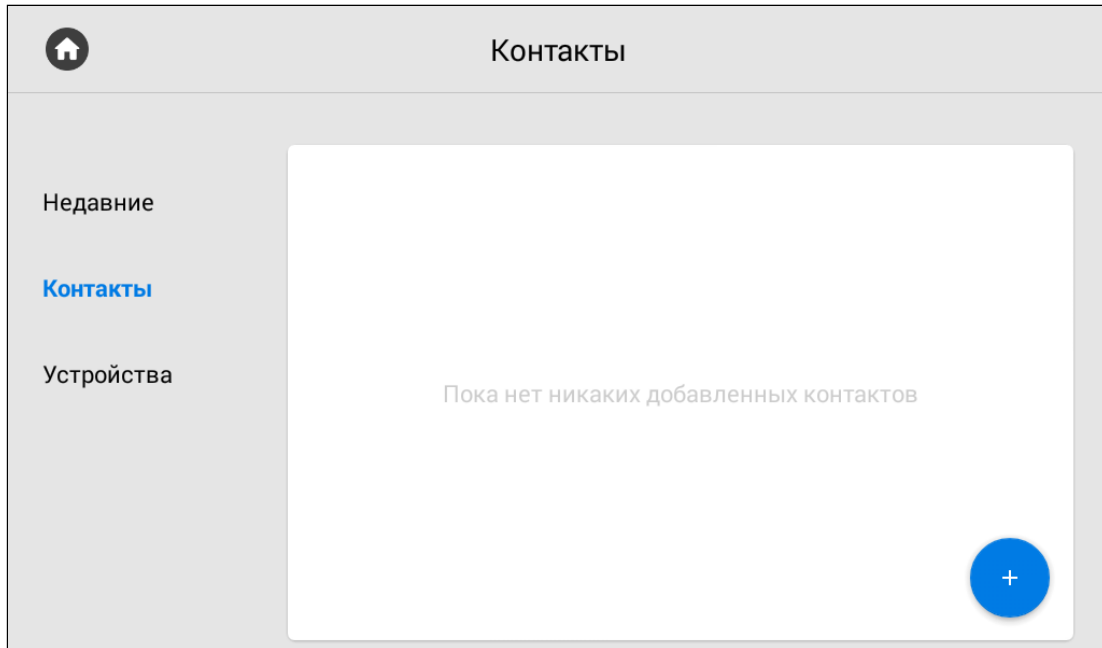 Контакты
Недавние
Контакты
Устройства
Пока нет никаких добавленных контактов
+